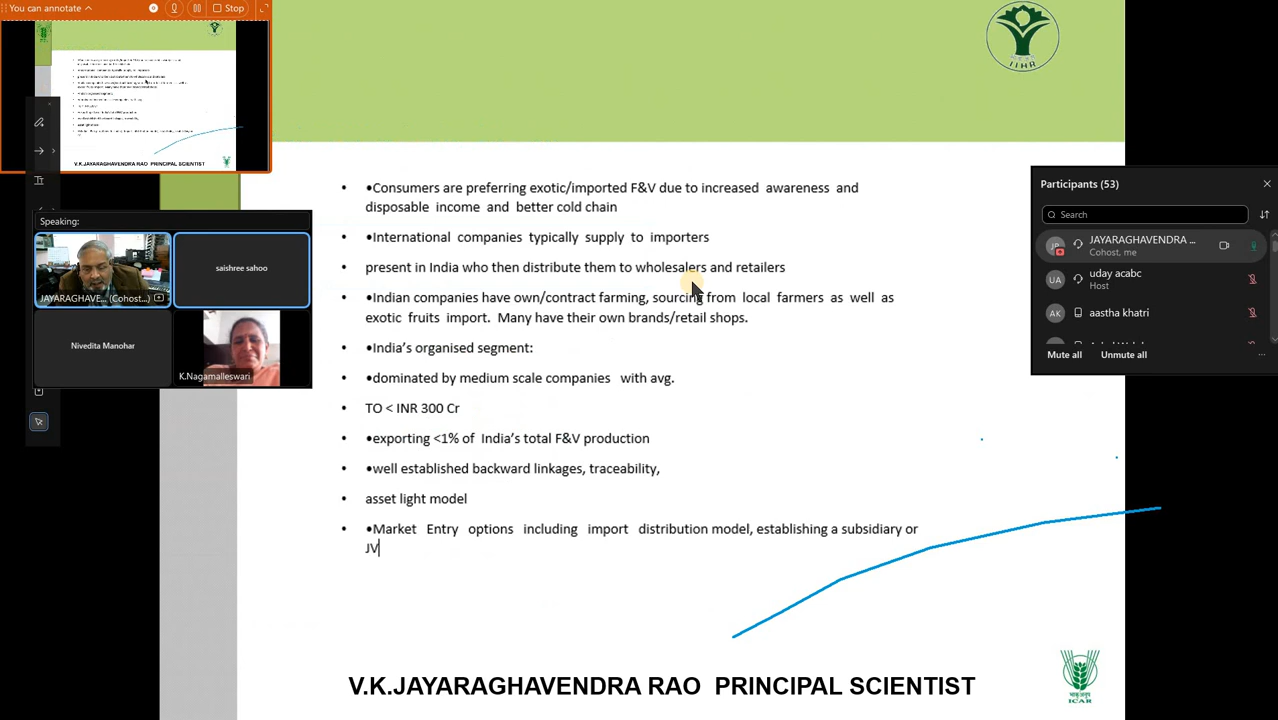 You can annotate
Stop
V.K.JAYARAGHAVENDRA RAO PRINCIPAL SCIENTIST
Speaking:
JAYARAGHAVE... (Cohost...)
saishree sahoo
Nivedita Manohar
K.Nagamalleswari
IIHR
• •Consumers are preferring exotic/imported F&V due to increased awareness and
disposable income and better cold chain
• •International companies typically supply to importers
• present in India who then distribute them to wholesalers and retailers
• •Indian companies have own/contract farming, sourcing from local farmers as well as
exotic fruits import. Many have their own brands/retail shops.
• •India's organised segment:
• •dominated by medium scale companies with avg.
• TO < INR 300 Cr
• •exporting <1% of India's total F&V production
• •well established backward linkages, traceability,
• asset light model
• •Market Entry options including import distribution model, establishing a subsidiary or
JV
V.K.JAYARAGHAVENDRA RAO PRINCIPAL SCIENTIST
भाकृअनुप
ICAR
Participants (53)
Search
JP
JAYARAGHAVENDRA ...
Cohost, me
UA
uday acabc
Host
AK
aastha khatri
Mute all
Unmute all
...